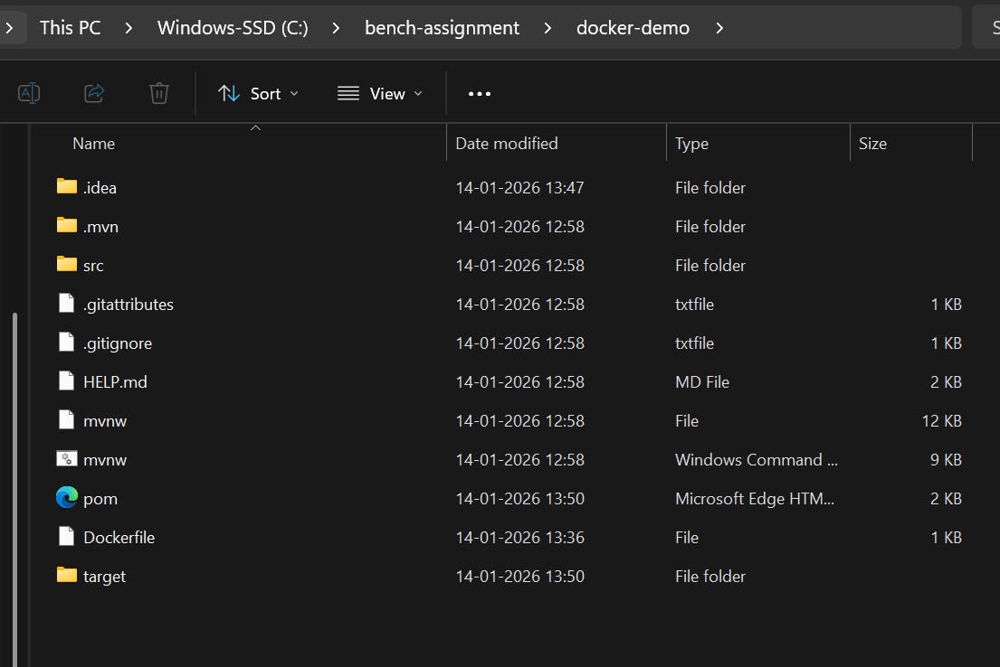 This PC > Windows-SSD (C:) > bench-assignment > docker-demo >
Sort View ...
Name Date modified Type Size
.idea 14-01-2026 13:47 File folder
.mvn 14-01-2026 12:58 File folder
src 14-01-2026 12:58 File folder
.gitattributes 14-01-2026 12:58 txtfile 1 KB
.gitignore 14-01-2026 12:58 txtfile 1 KB
HELP.md 14-01-2026 12:58 MD File 2 KB
mvnw 14-01-2026 12:58 File 12 KB
mvnw 14-01-2026 12:58 Windows Command ... 9 KB
pom 14-01-2026 13:50 Microsoft Edge HTM... 2 KB
Dockerfile 14-01-2026 13:36 File 1 KB
target 14-01-2026 13:50 File folder